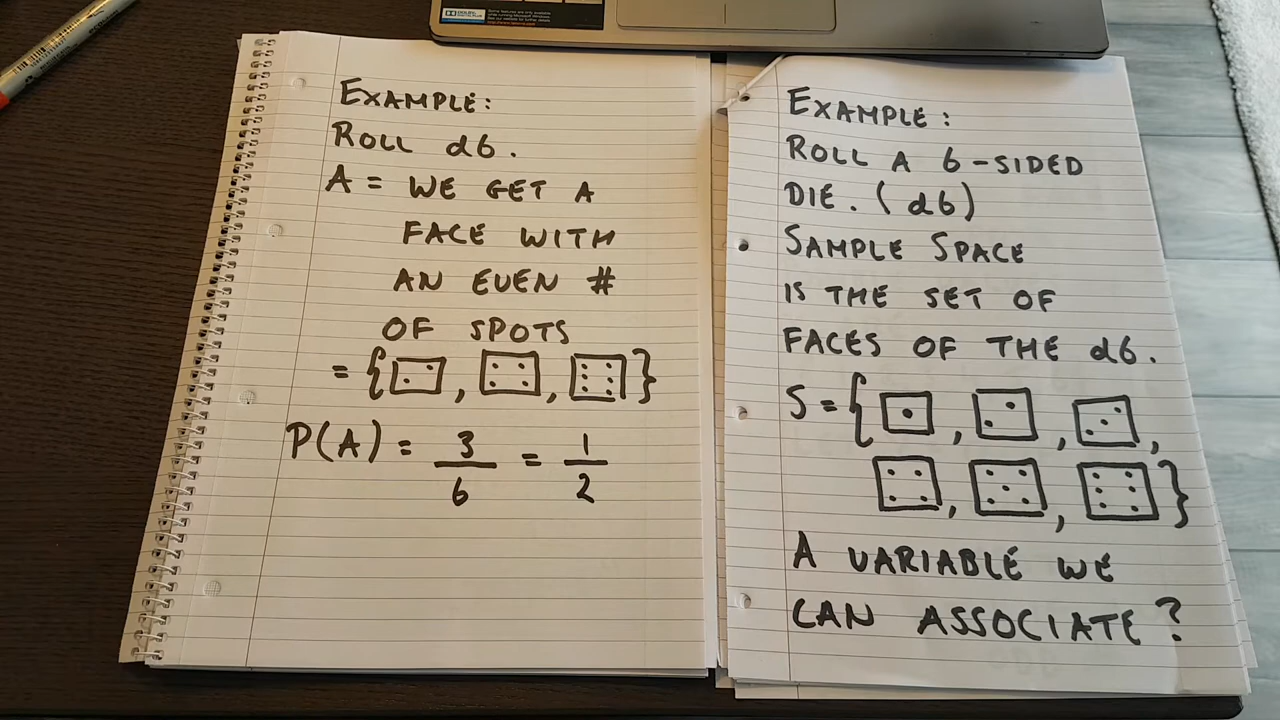 EXAMPLE:
ROLL d6.
A = WE GET A
FACE WITH
AN EVEN #
OF SPOTS
= { , , }
P(A) = 3/6 = 1/2
EXAMPLE:
ROLL A 6-SIDED
DIE. (d6)
SAMPLE SPACE
IS THE SET OF
FACES OF THE d6.
S = { , , ,
, , }
A VARIABLE WE
CAN ASSOCIATE?